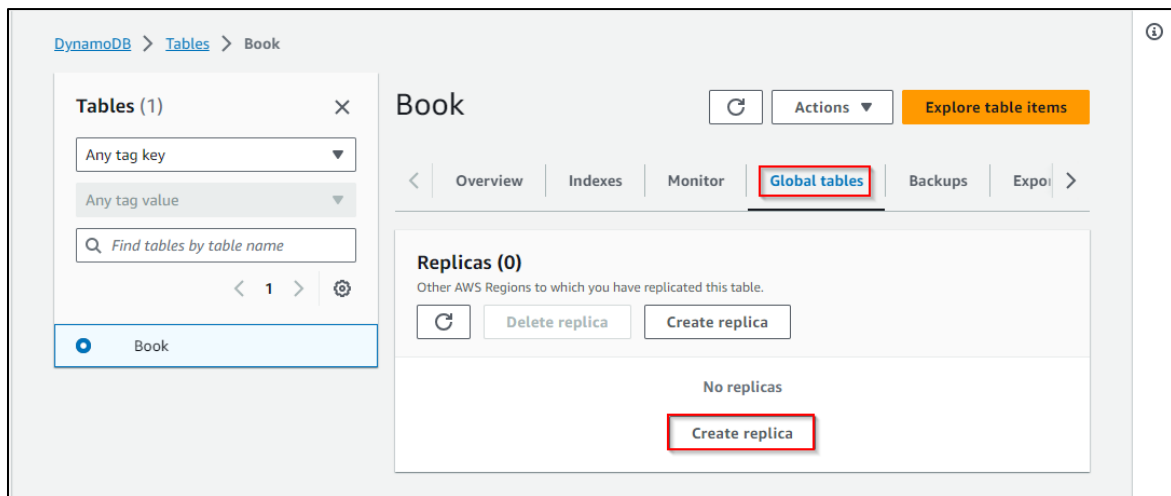 DynamoDB > Tables > Book
Tables (1)
Any tag key
Any tag value
Find tables by table name
< 1 >
Book
Book
Actions
Explore table items
Overview Indexes Monitor Global tables Backups Expor
Replicas (0)
Other AWS Regions to which you have replicated this table.
Delete replica Create replica
No replicas
Create replica